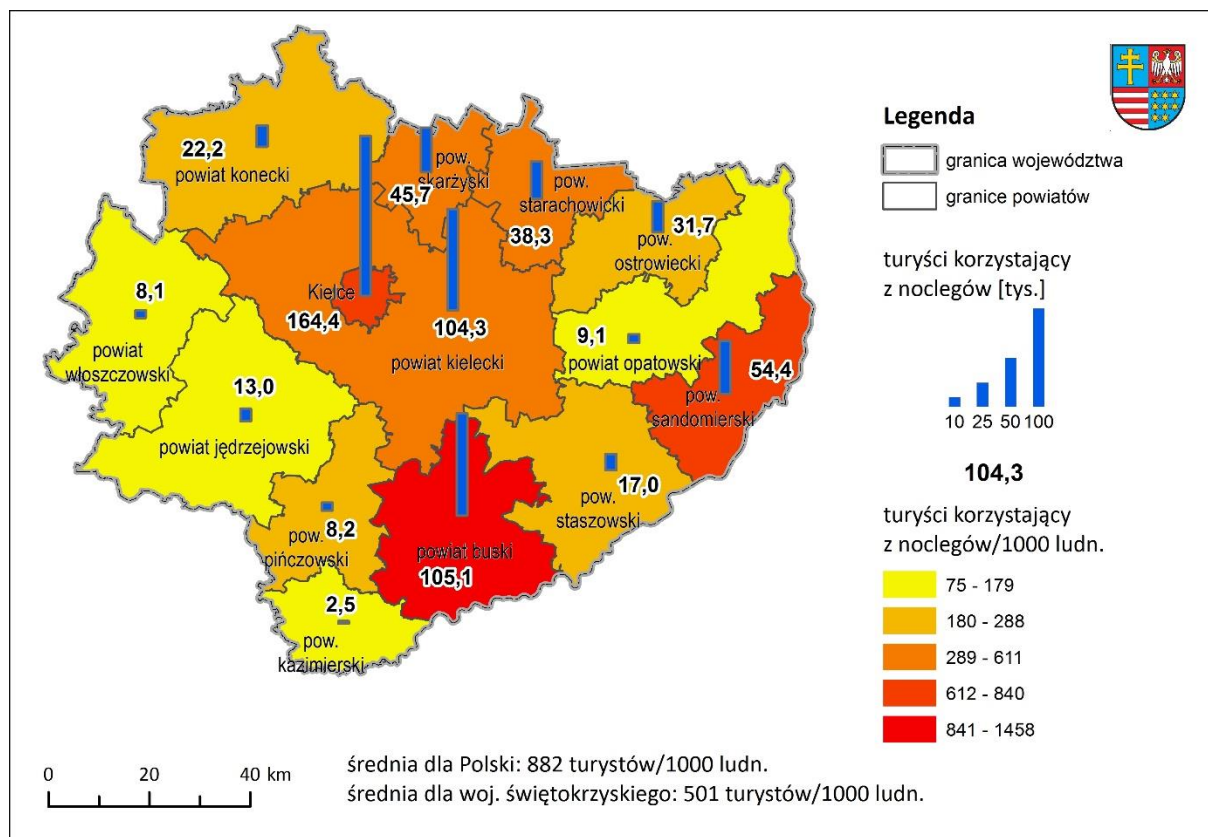 22,2
powiat konecki
pow.
skarżyski
45,7
pow.
starachowicki
38,3
31,7
pow.
ostrowiecki
Kielce
164,4
104,3
powiat kielecki
8,1
powiat
włoszczowski
13,0
powiat jędrzejowski
9,1
powiat opatowski
54,4
pow.
sandomierski
17,0
pow.
staszowski
8,2
pow.
pińczowski
powiat buski
105,1
2,5
pow.
kazimierski
Legenda
granica województwa
granice powiatów
turyści korzystający
z noclegów [tys.]
10 25 50 100
104,3
turyści korzystający
z noclegów/1000 ludn.
75 - 179
180 - 288
289 - 611
612 - 840
841 - 1458
0 20 40 km
średnia dla Polski: 882 turystów/1000 ludn.
średnia dla woj. świętokrzyskiego: 501 turystów/1000 ludn.